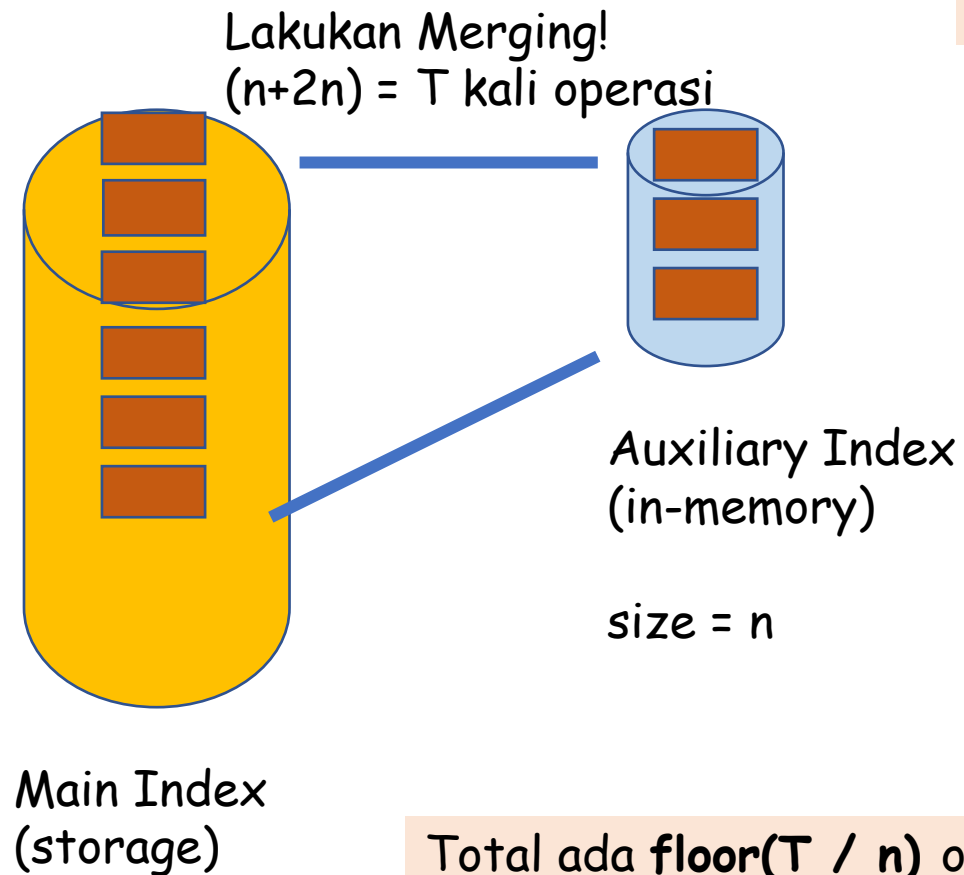 Lakukan Merging!
(n+2n) = T kali operasi
Auxiliary Index
(in-memory)
size = n
Main Index
(storage)
Total ada floor(T / n)